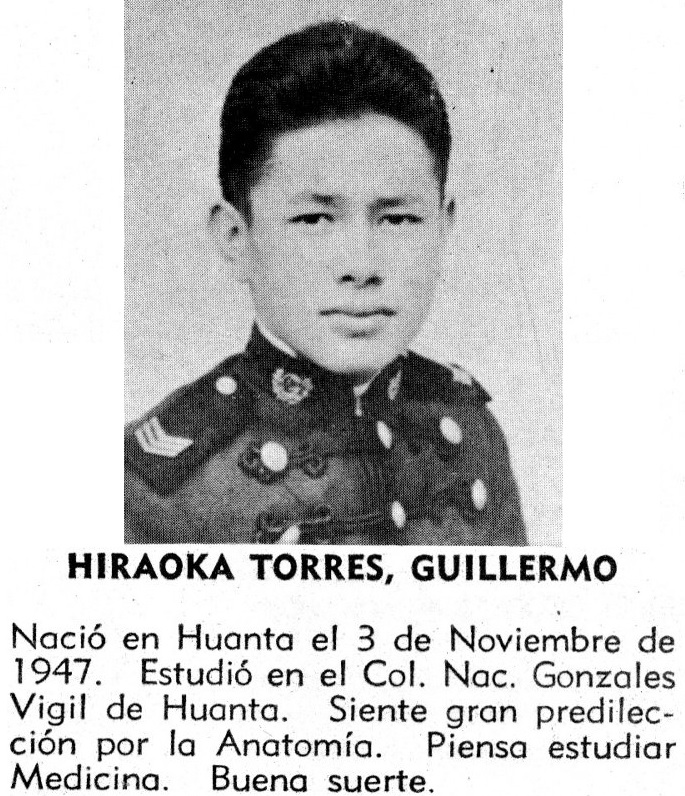 HIRAOKA TORRES, GUILLERMO
Nació en Huanta el 3 de Noviembre de
1947. Estudió en el Col. Nac. Gonzales
Vigil de Huanta. Siente gran predilec-
ción por la Anatomía. Piensa estudiar
Medicina. Buena suerte.